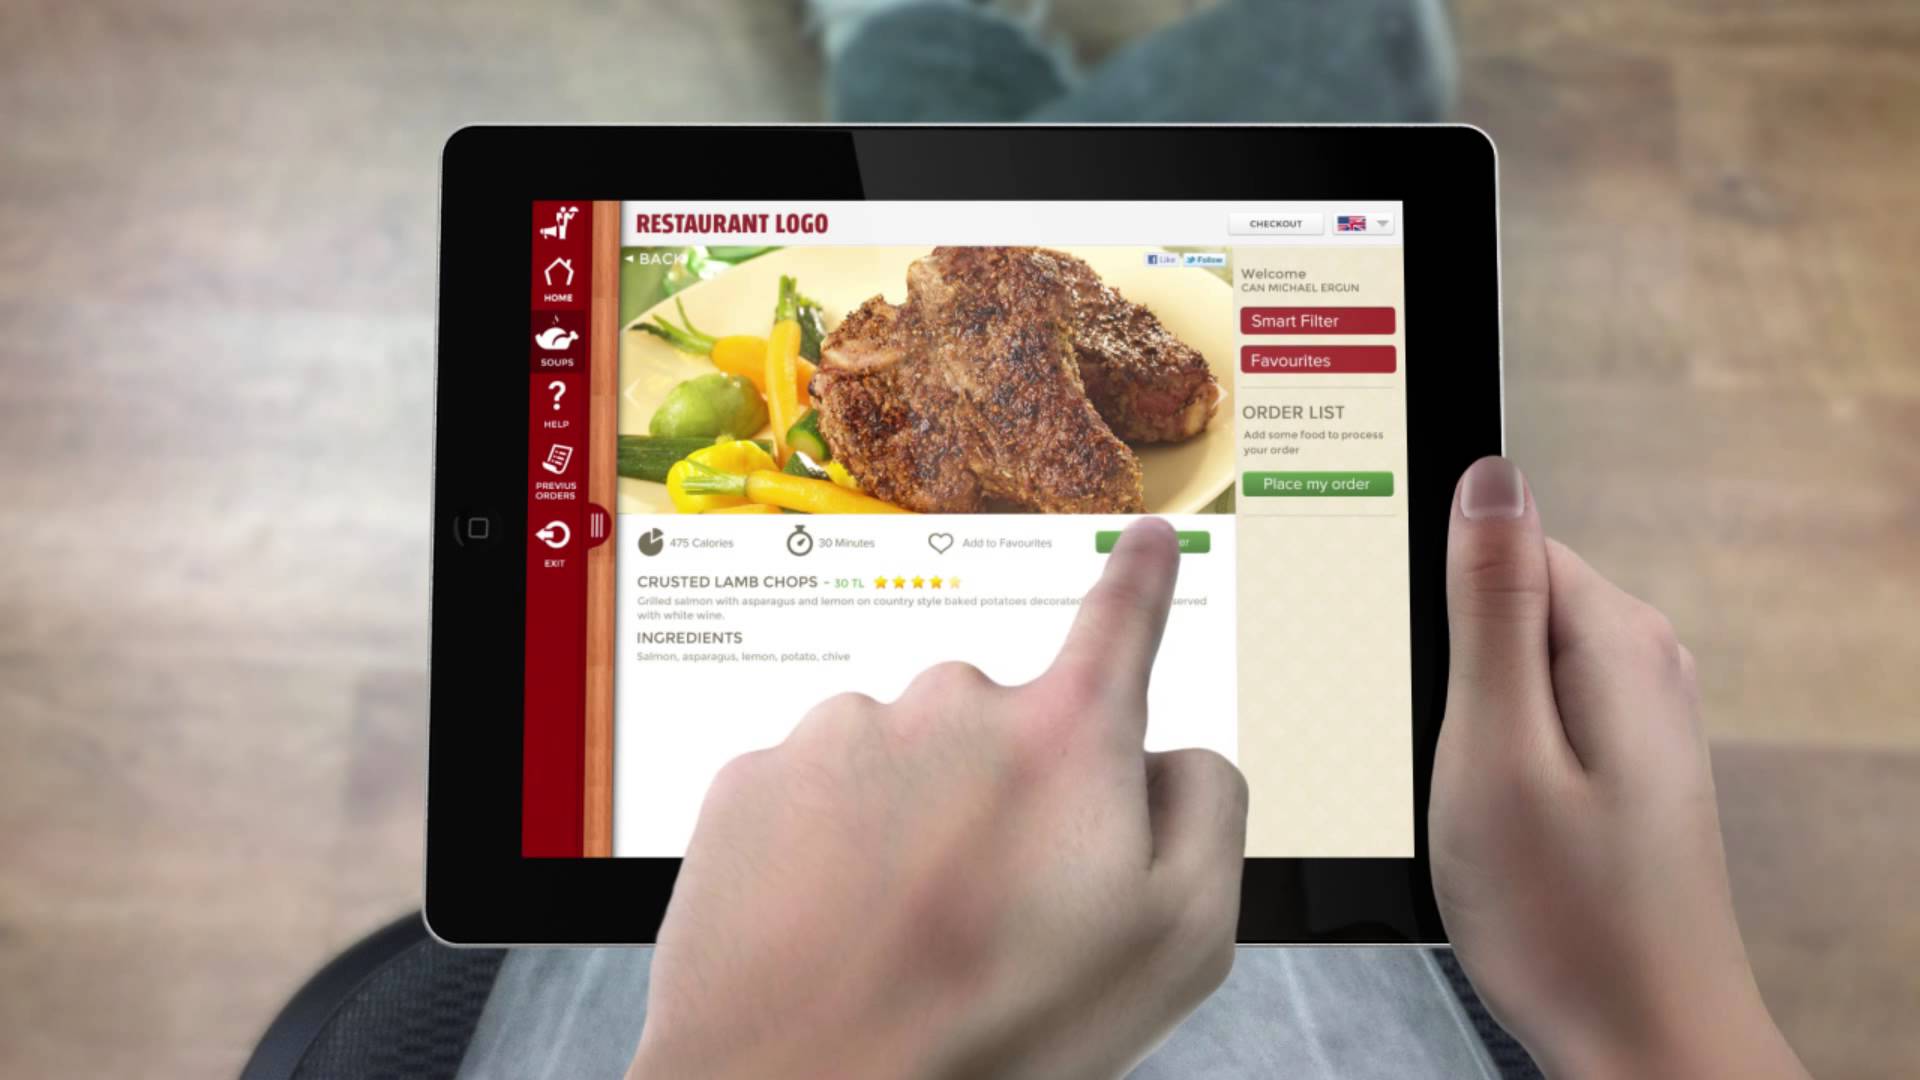 RESTAURANT LOGO
CHECKOUT
BACK
Like
Follow
HOME
SOUPS
HELP
PREVIUS
ORDERS
EXIT
Welcome
CAN MICHAEL ERGUN
Smart Filter
Favourites
ORDER LIST
Add some food to process
your order
Place my order
475 Calories
30 Minutes
Add to Favourites
CRUSTED LAMB CHOPS - 30 TL
Grilled salmon with asparagus and lemon on country style baked potatoes decorated served
with white wine.
INGREDIENTS
Salmon, asparagus, lemon, potato, chive